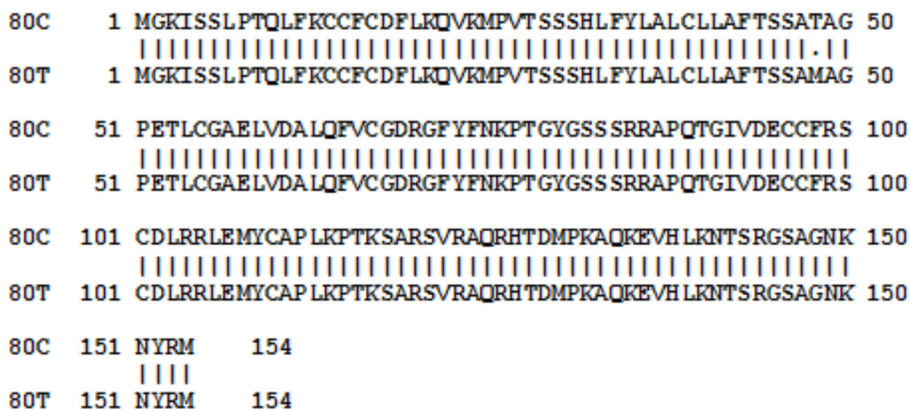 80C 1 MGKISSLPTQLFKCCFCDFLKQVKMPVTSSSHLFYLALCLLAFTSSATAG 50
||||||||||||||||||||||||||||||||||||||||||||||||.||
80T 1 MGKISSLPTQLFKCCFCDFLKQVKMPVTSSSHLFYLALCLLAFTSSAMAG 50
80C 51 PETLCGAELVDALQFVCGDRGFYFNKPTGYGSSSRRAPQTGIVDECCFRS 100
||||||||||||||||||||||||||||||||||||||||||||||||||
80T 51 PETLCGAELVDALQFVCGDRGFYFNKPTGYGSSSRRAPQTGIVDECCFRS 100
80C 101 CDLRRLEMYCAPLKPTKSARSVRAQRHTDMPKAQKEVHLKNTSRGSAGNK 150
||||||||||||||||||||||||||||||||||||||||||||||||||
80T 101 CDLRRLEMYCAPLKPTKSARSVRAQRHTDMPKAQKEVHLKNTSRGSAGNK 150
80C 151 NYRM 154
||||
80T 151 NYRM 154